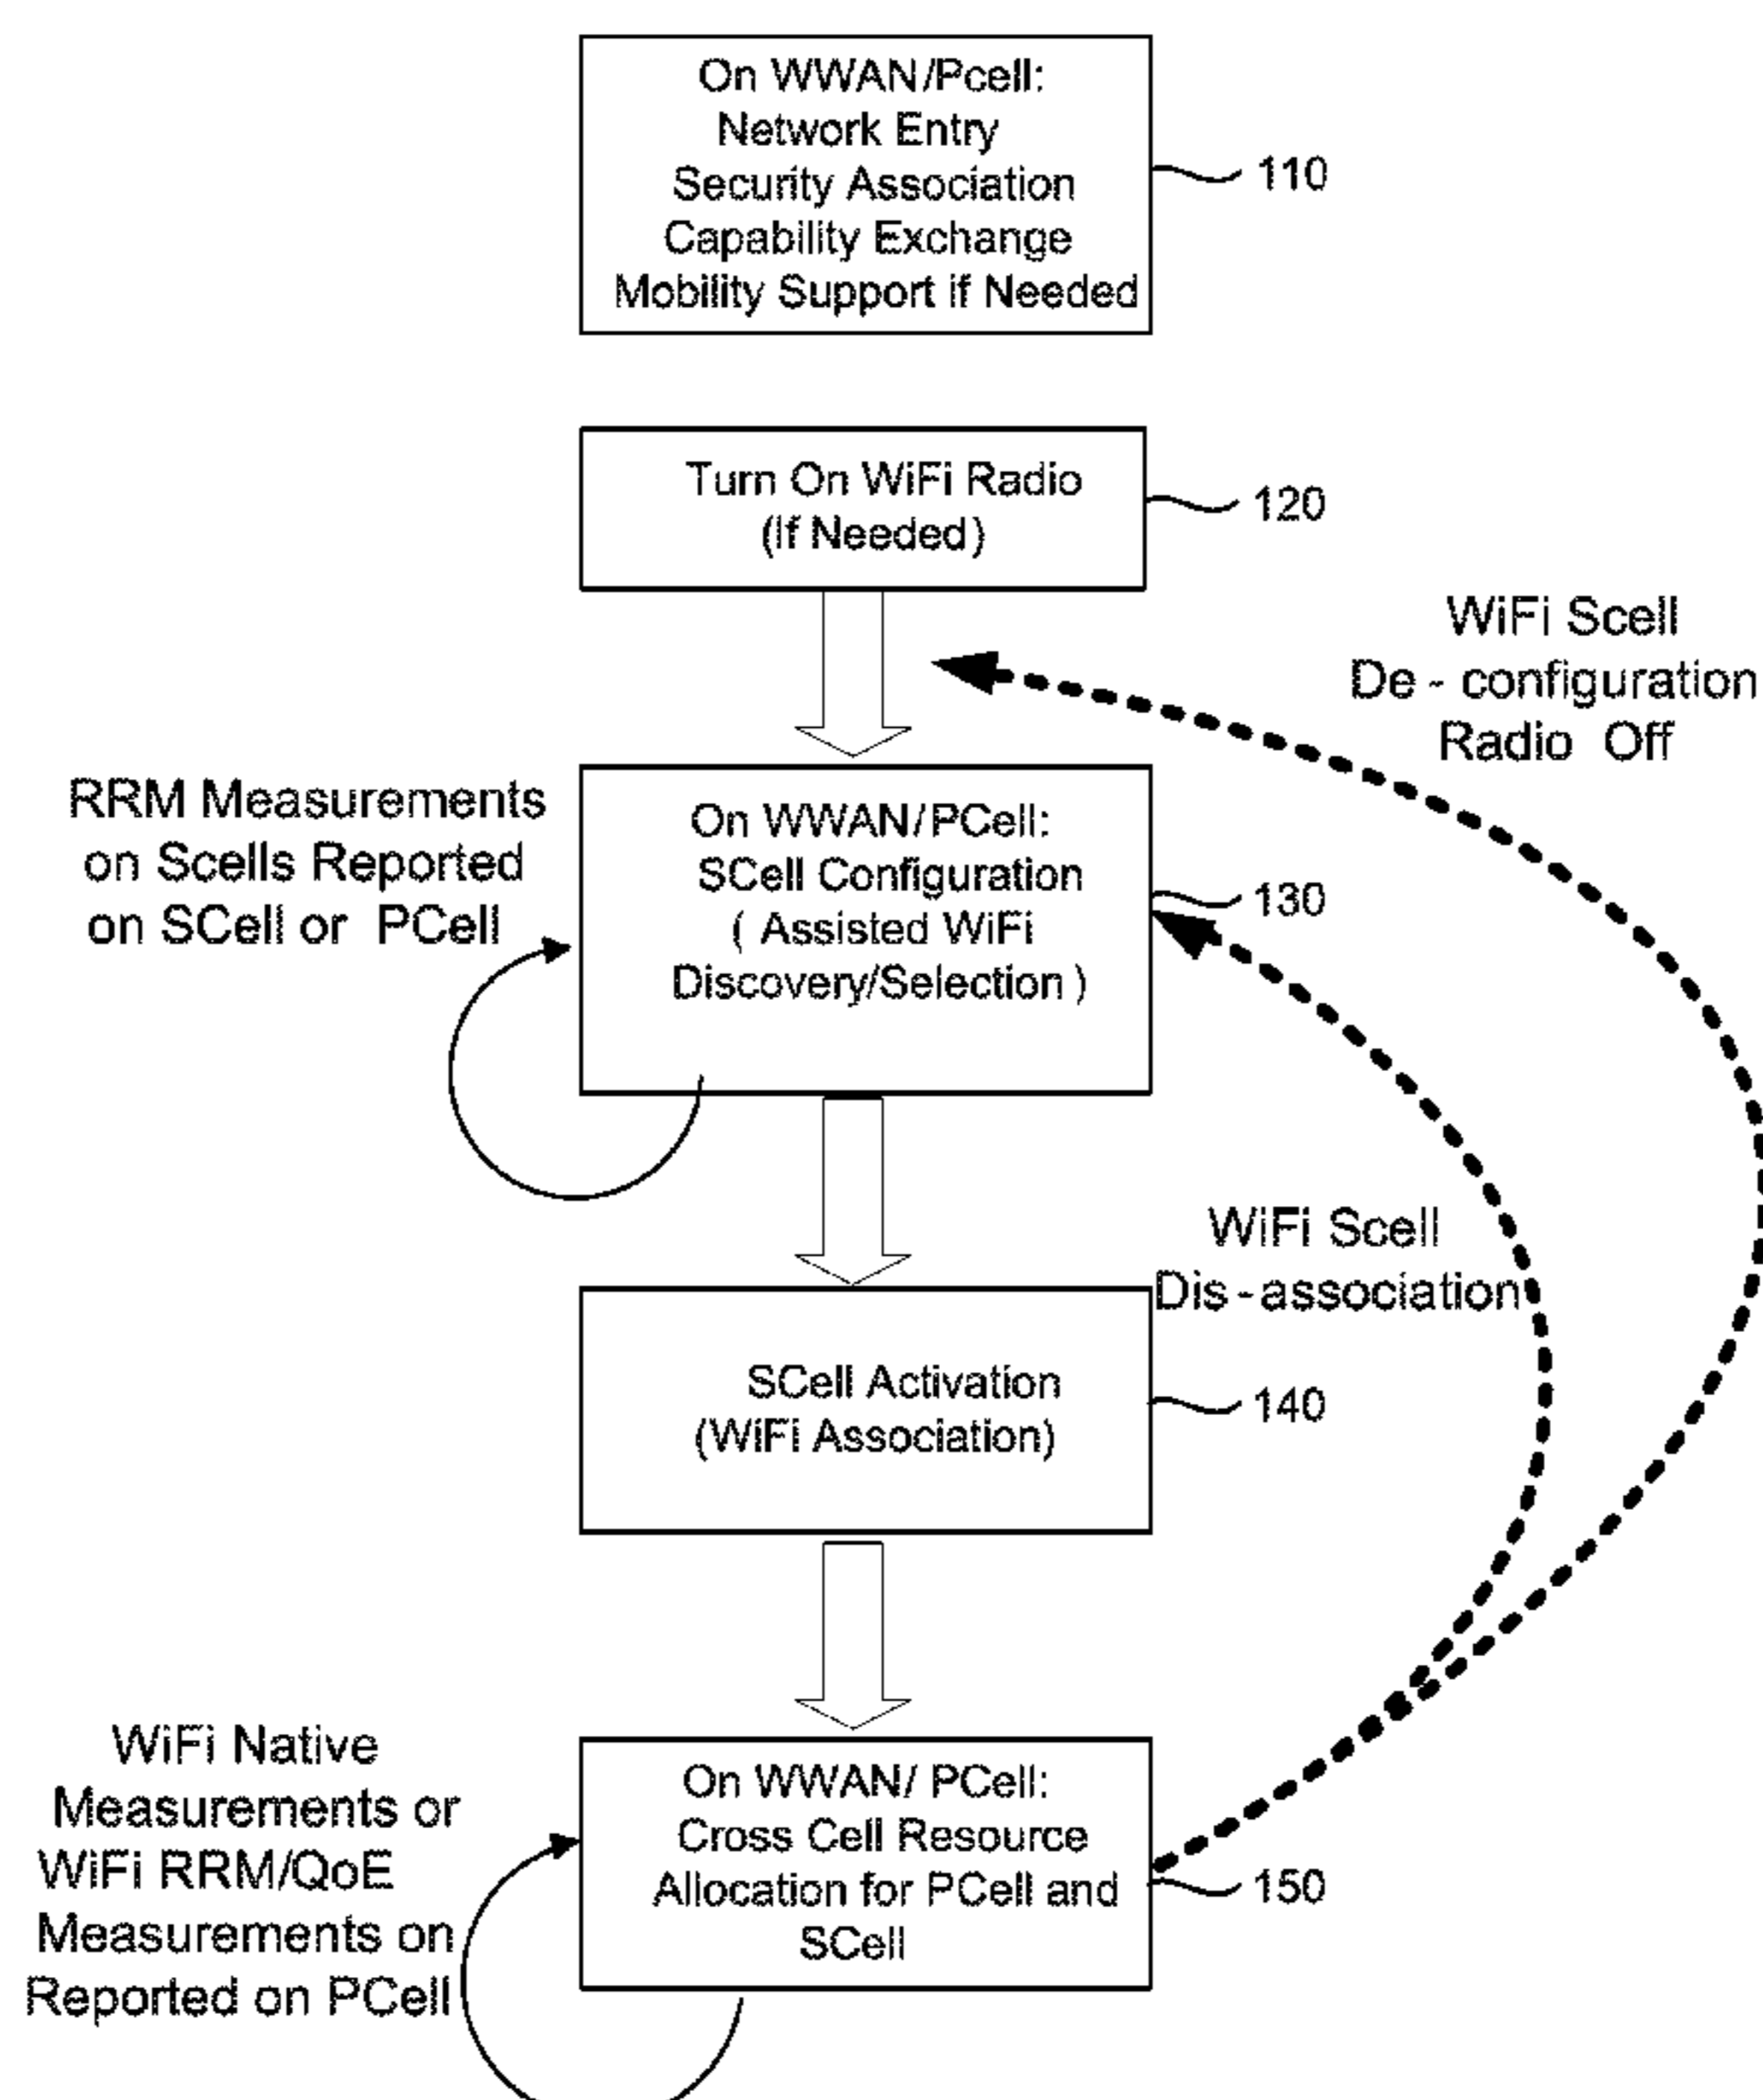 On WWAN/Pcell:
Network Entry
Security Association
Capability Exchange
Mobility Support if Needed
110
Turn On WiFi Radio
(If Needed)
120
WiFi Scell
De - configuration
Radio Off
RRM Measurements
on Scells Reported
on SCell or PCell
On WWAN/PCell:
SCell Configuration
( Assisted WiFi
Discovery/Selection )
130
WiFi Scell
Dis - association
SCell Activation
(WiFi Association)
140
WiFi Native
Measurements or
WiFi RRM/QoE
Measurements on
Reported on PCell
On WWAN/ PCell:
Cross Cell Resource
Allocation for PCell and
SCell
150